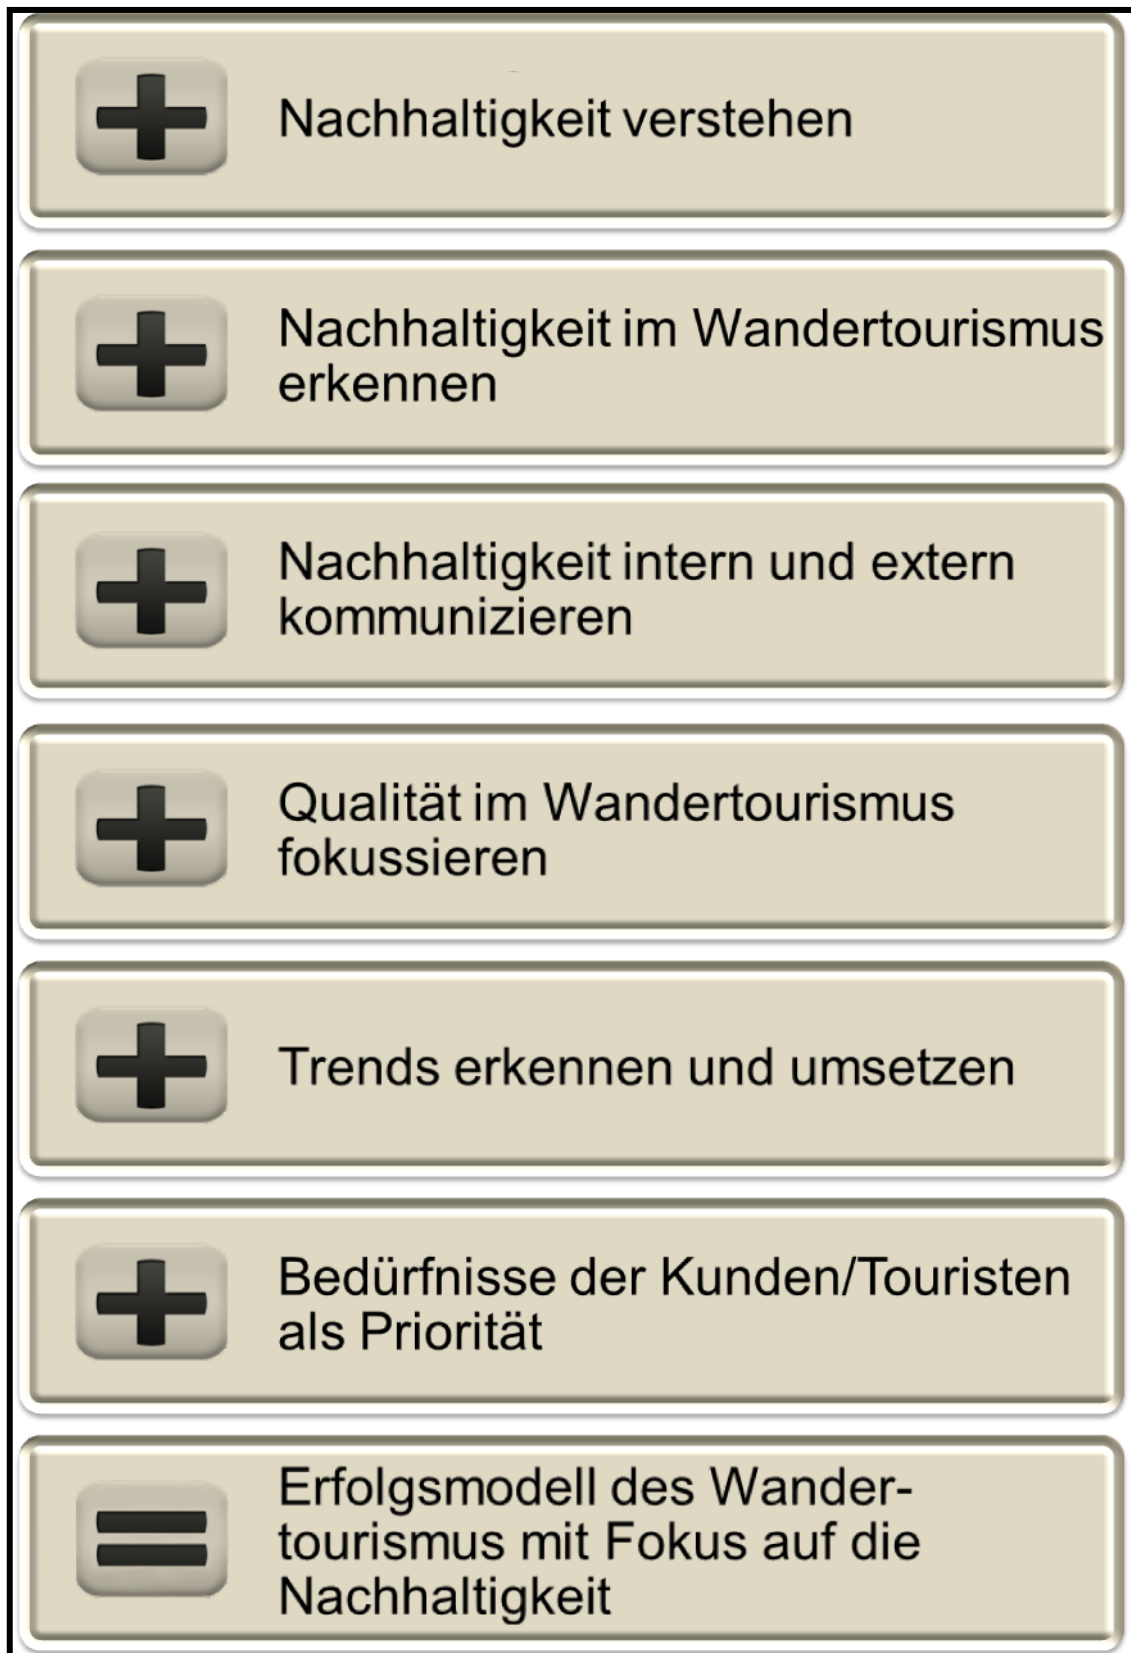 Nachhaltigkeit verstehen
Nachhaltigkeit im Wandertourismus
erkennen
Nachhaltigkeit intern und extern
kommunizieren
Qualität im Wandertourismus
fokussieren
Trends erkennen und umsetzen
Bedürfnisse der Kunden/Touristen
als Priorität
Erfolgsmodell des Wander-
tourismus mit Fokus auf die
Nachhaltigkeit